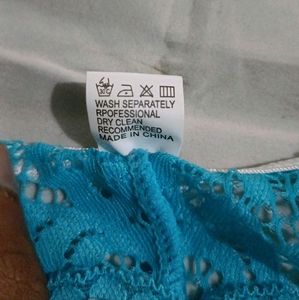 WASH SEPARATELY
RPOFESSIONAL
DRY CLEAN
RECOMMENDED
MADE IN CHINA